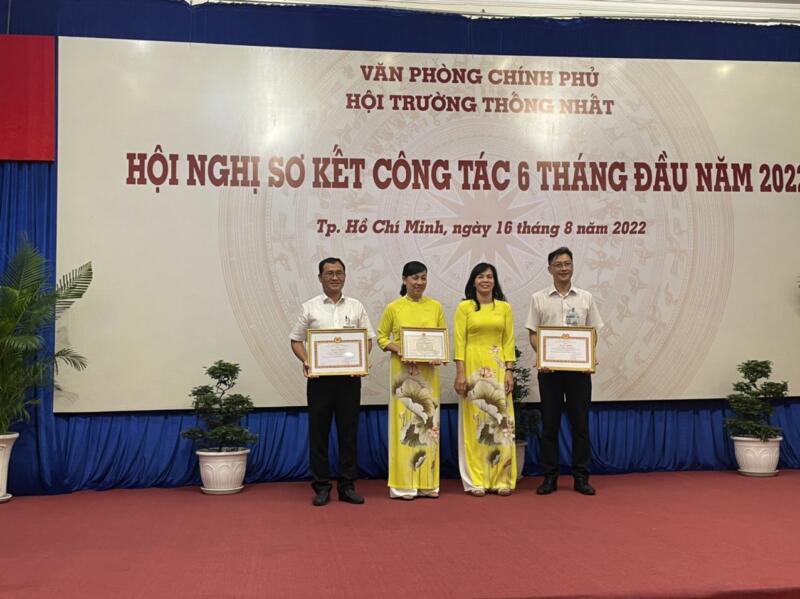 VĂN PHÒNG CHÍNH PHỦ
HỘI TRƯỜNG THỐNG NHẤT
HỘI NGHỊ SƠ KẾT CÔNG TÁC 6 THÁNG ĐẦU NĂM 2022
Tp. Hồ Chí Minh, ngày 16 tháng 8 năm 2022